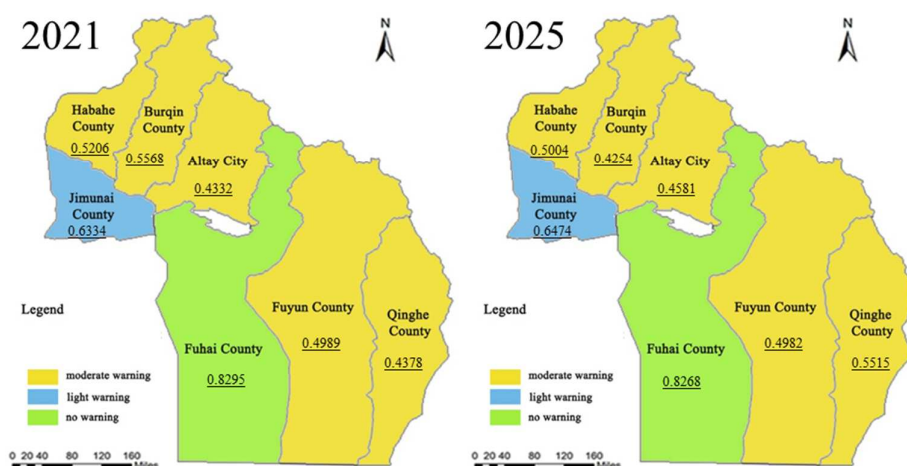 2021
N
Habahe
County
0.5206
Burqin
County
0.5568
Altay City
0.4332
Jimunai
County
0.6334
Legend
Fuyun County
0.4989
Qinghe
County
0.4378
Fuhai County
0.8295
moderate warning
light warning
no warning
0 20 40 80 120 160
Miles
2025
N
Habahe
County
0.5004
Burqin
County
0.4254
Altay City
0.4581
Jimunai
County
0.6474
Legend
Fuyun County
0.4982
Qinghe
County
0.5515
Fuhai County
0.8268
moderate warning
light warning
no warning
0 20 40 80 120 160
Miles